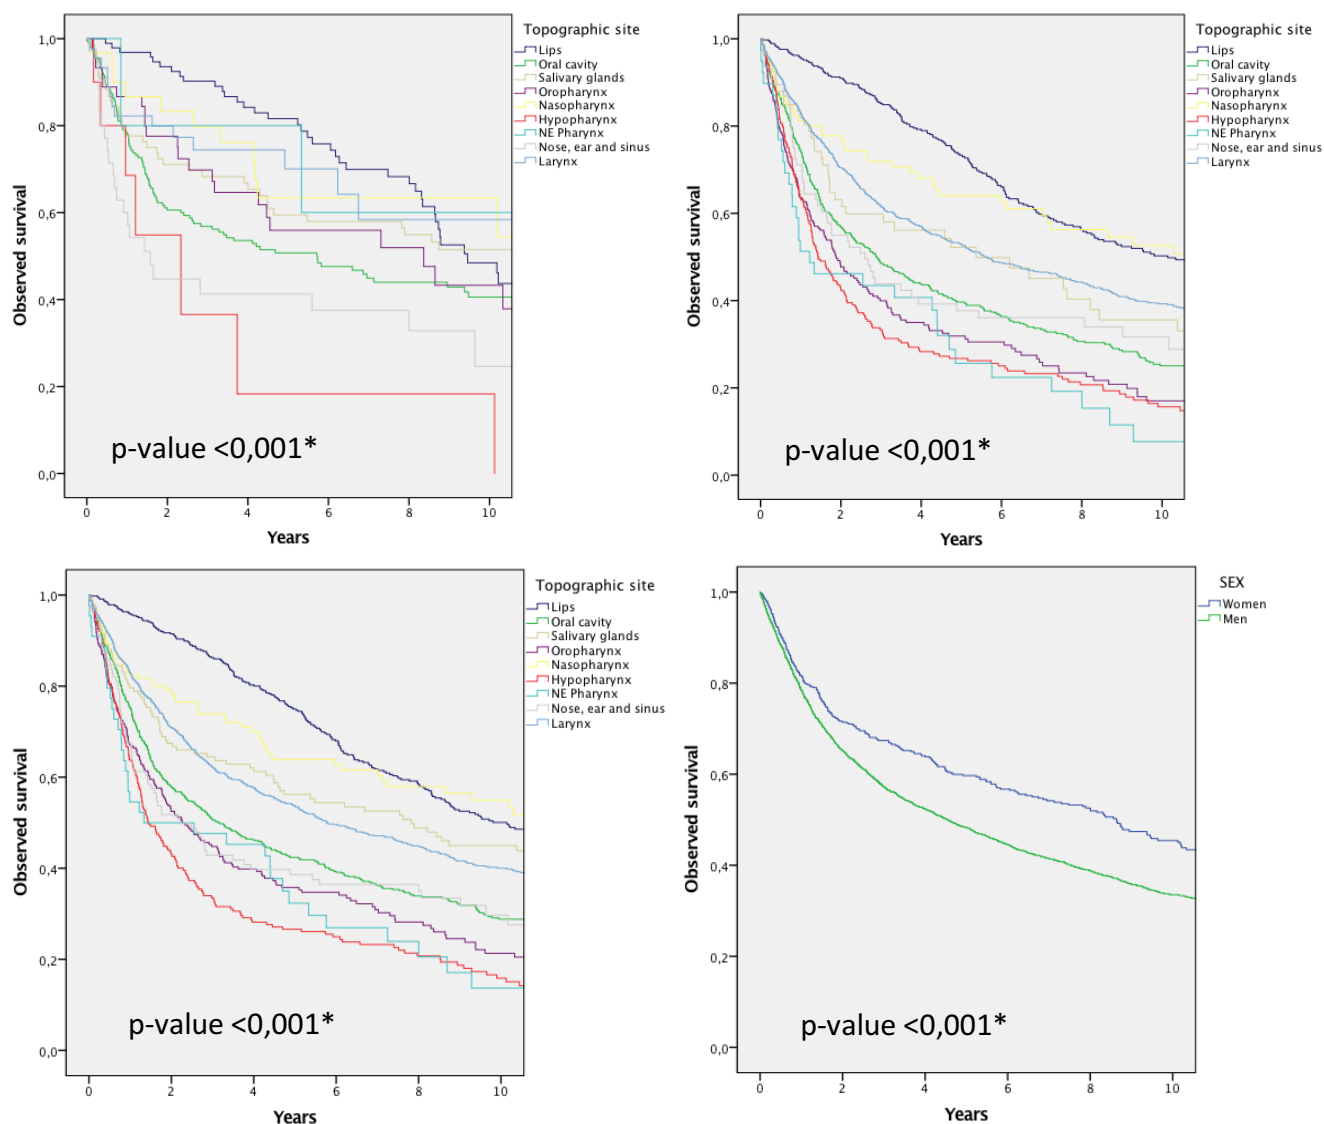 Topographic site
Lips
Oral cavity
Salivary glands
Oropharynx
Nasopharynx
Hypopharynx
NE Pharynx
Nose, ear and sinus
Larynx
Observed survival
1,0
0,8
0,6
0,4
0,2
0,0
p-value <0,001*
0 2 4 6 8 10
Years
Topographic site
Lips
Oral cavity
Salivary glands
Oropharynx
Nasopharynx
Hypopharynx
NE Pharynx
Nose, ear and sinus
Larynx
Observed survival
1,0
0,8
0,6
0,4
0,2
0,0
p-value <0,001*
0 2 4 6 8 10
Years
Topographic site
Lips
Oral cavity
Salivary glands
Oropharynx
Nasopharynx
Hypopharynx
NE Pharynx
Nose, ear and sinus
Larynx
Observed survival
1,0
0,8
0,6
0,4
0,2
0,0
p-value <0,001*
0 2 4 6 8 10
Years
SEX
Women
Men
Observed survival
1,0
0,8
0,6
0,4
0,2
0,0
p-value <0,001*
0 2 4 6 8 10
Years